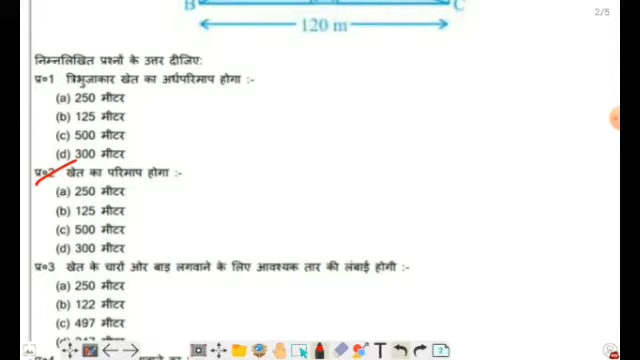 2/5
B C
120 m
निम्नलिखित प्रश्नों के उत्तर दीजिए:
प्र०1 त्रिभुजाकार खेत का अर्धपरिमाप होगा :-
(a) 250 मीटर
(b) 125 मीटर
(c) 500 मीटर
(d) 300 मीटर
प्र०2 खेत का परिमाप होगा :-
(a) 250 मीटर
(b) 125 मीटर
(c) 500 मीटर
(d) 300 मीटर
प्र०3 खेत के चारों ओर बाड़ लगवाने के लिए आवश्यक तार की लंबाई होगी :-
(a) 250 मीटर
(b) 122 मीटर
(c) 497 मीटर